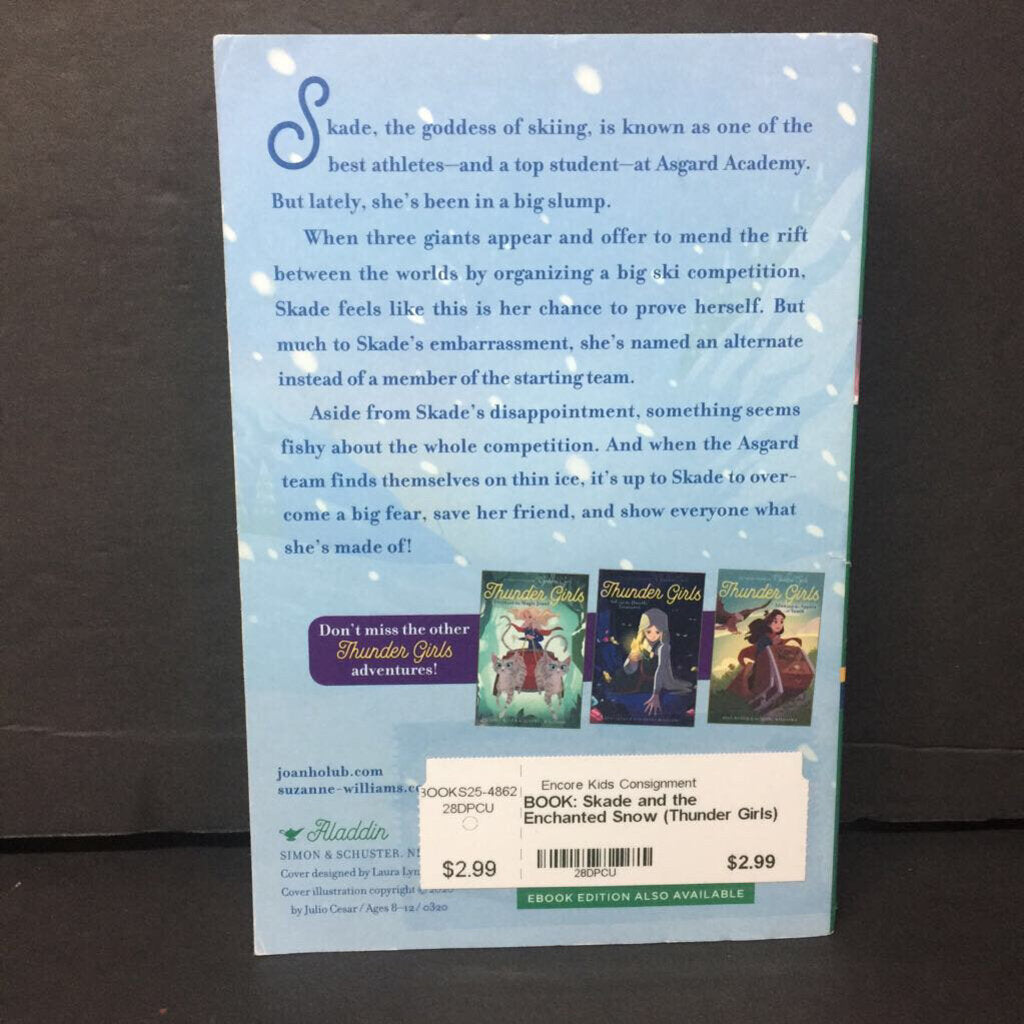 Skade, the goddess of skiing, is known as one of the
best athletes—and a top student—at Asgard Academy.
But lately, she's been in a big slump.
When three giants appear and offer to mend the rift
between the worlds by organizing a big ski competition,
Skade feels like this is her chance to prove herself. But
much to Skade's embarrassment, she's named an alternate
instead of a member of the starting team.
Aside from Skade's disappointment, something seems
fishy about the whole competition. And when the Asgard
team finds themselves on thin ice, it's up to Skade to over-
come a big fear, save her friend, and show everyone what
she's made of!
Don't miss the other
Thunder Girls
adventures!
Thunder Girls
Thunder Girls
Thunder Girls
joanholub.com
suzanne-williams.c
Aladdin
SIMON & SCHUSTER, N
Cover designed by Laura Lyn
Cover illustration copyright ©
by Julio Cesar / Ages 8–12 / 0320
BOOKS25-4862
28DPCU
$2.99
Encore Kids Consignment
BOOK: Skade and the
Enchanted Snow (Thunder Girls)
28DPCU
$2.99
EBOOK EDITION ALSO AVAILABLE